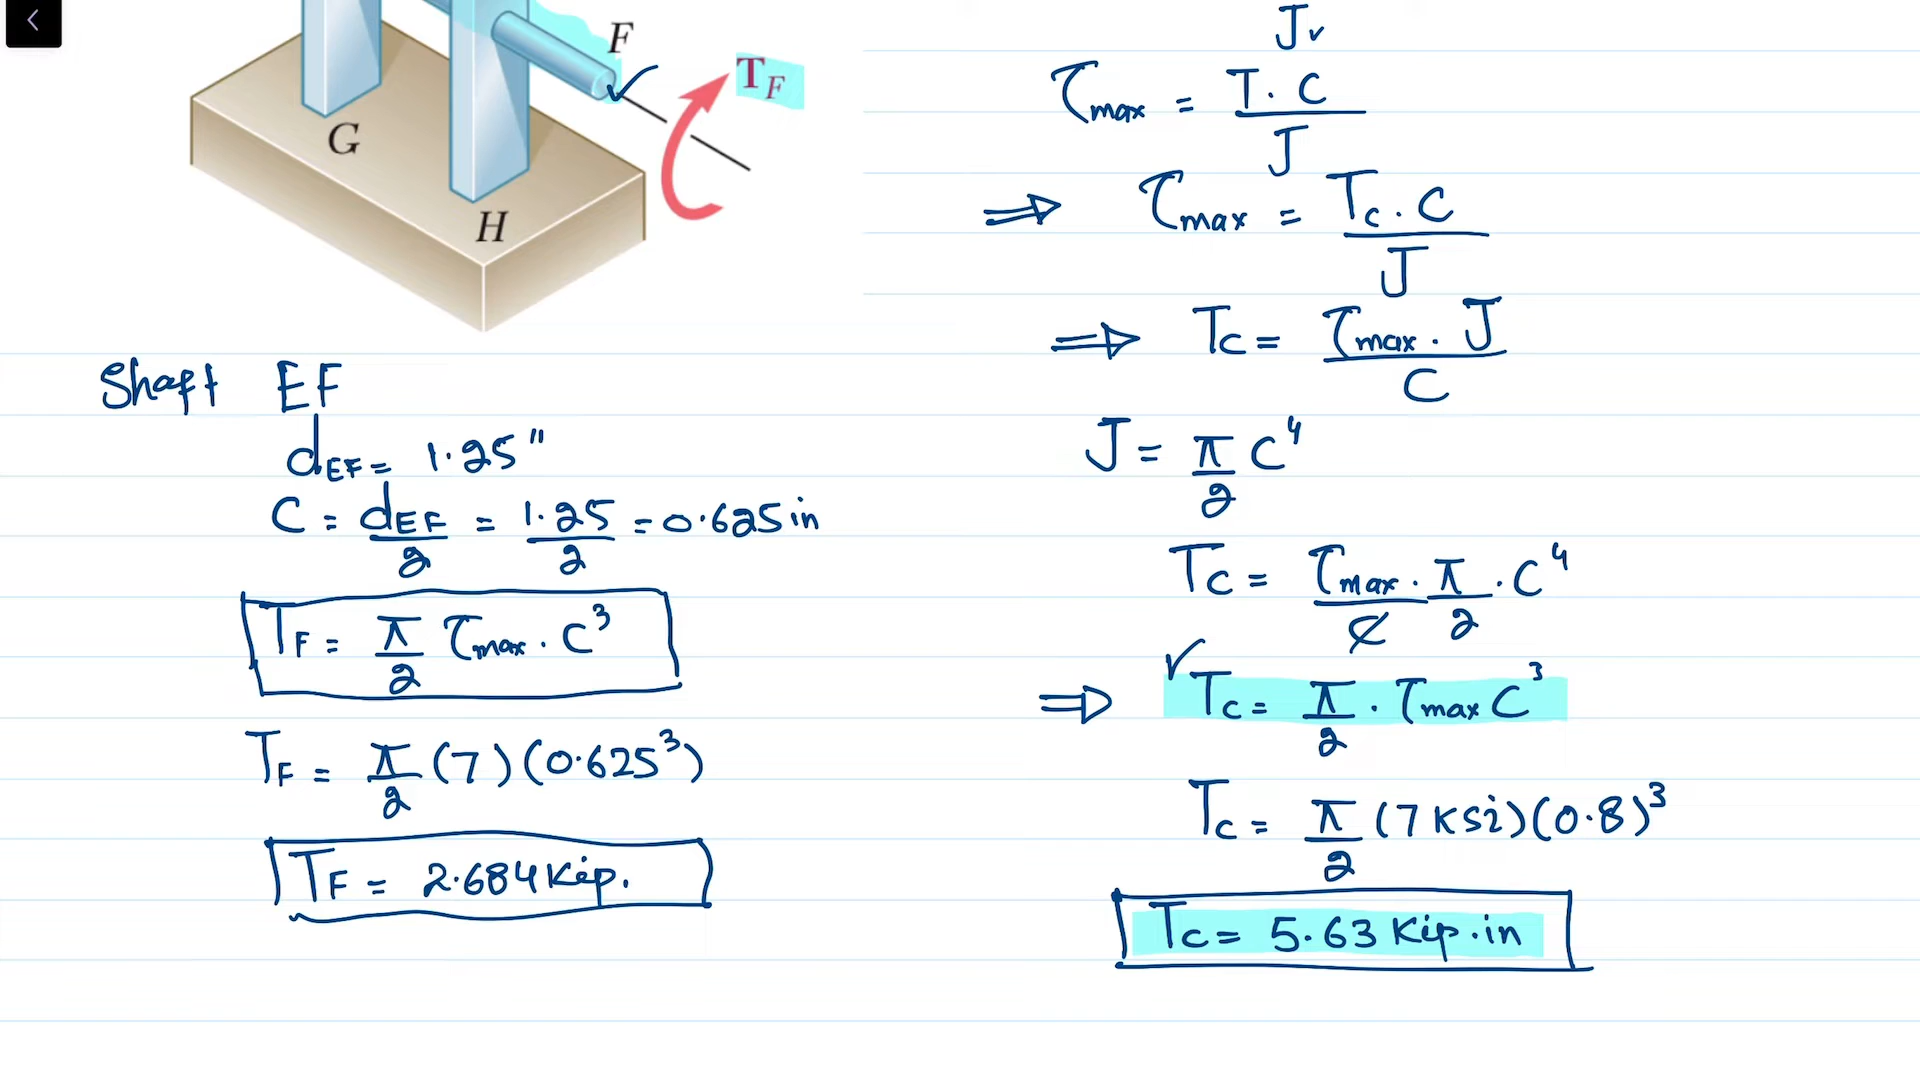 F
T_F
G
H
Shaft EF
d_EF = 1.25"
C = d_EF/2 = 1.25/2 = 0.625 in
T_F = π/2 τ_max . C³
T_F = π/2 (7)(0.625³)
T_F = 2.684 Kip.
J
τ_max = T . C / J
⇒ τ_max = T_C . C / J
⇒ T_C = τ_max . J / C
J = π/2 C⁴
T_C = τ_max/C . π/2 . C⁴
⇒ T_C = π/2 . τ_max C³
T_C = π/2 (7 Ksi)(0.8)³
T_C = 5.63 Kip.in